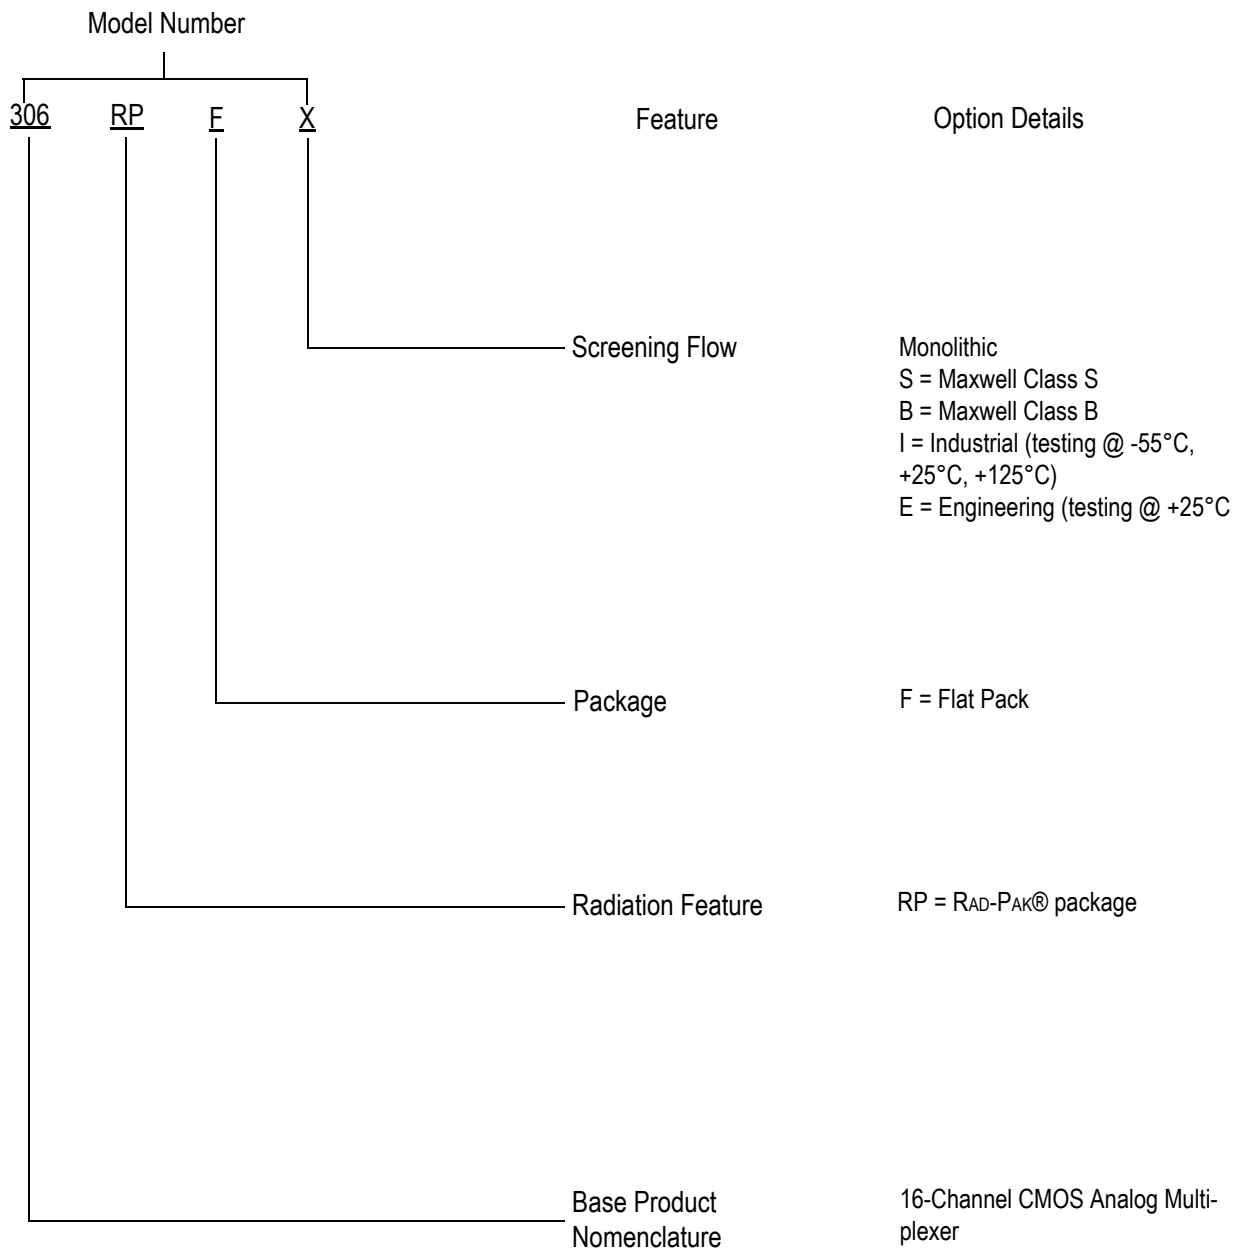 Model Number
306 RP F X Feature Option Details
Screening Flow
Monolithic
S = Maxwell Class S
B = Maxwell Class B
I = Industrial (testing @ -55°C,
+25°C, +125°C)
E = Engineering (testing @ +25°C
Package
F = Flat Pack
Radiation Feature
RP = RAD-PAK® package
Base Product
Nomenclature
16-Channel CMOS Analog Multi-
plexer